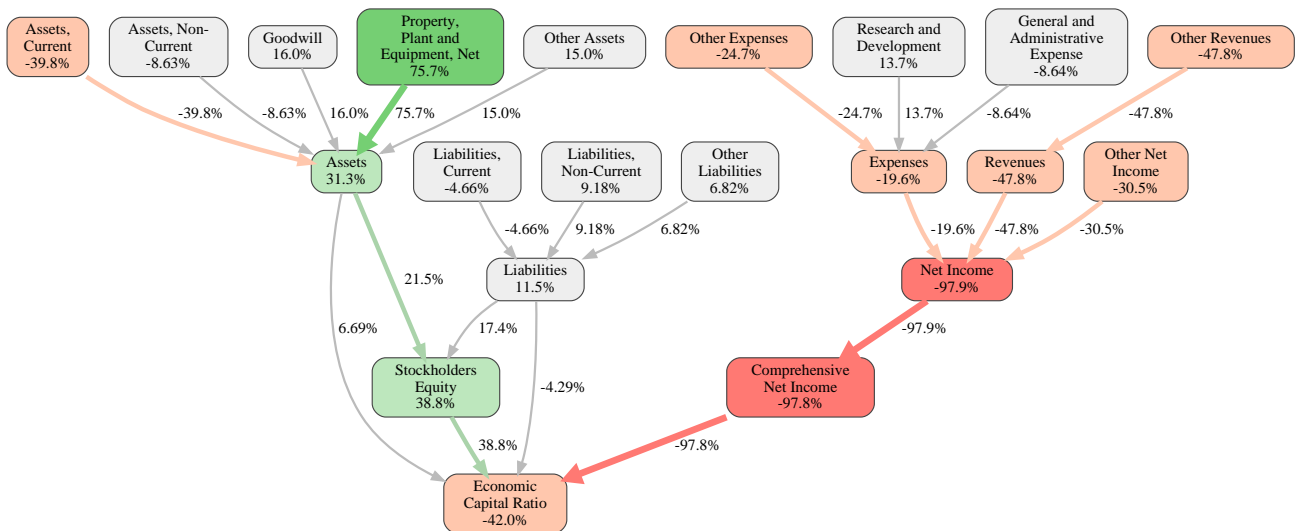 Assets,
Current
-39.8%
Assets, Non-
Current
-8.63%
Goodwill
16.0%
Property,
Plant and
Equipment, Net
75.7%
Other Assets
15.0%
Other Expenses
-24.7%
Research and
Development
13.7%
General and
Administrative
Expense
-8.64%
Other Revenues
-47.8%
-39.8%
-8.63%
16.0%
75.7%
15.0%
-24.7%
13.7%
-8.64%
-47.8%
Assets
31.3%
Liabilities,
Current
-4.66%
Liabilities,
Non-Current
9.18%
Other
Liabilities
6.82%
Expenses
-19.6%
Revenues
-47.8%
Other Net
Income
-30.5%
-4.66%
9.18%
6.82%
-19.6%
-47.8%
-30.5%
Liabilities
11.5%
Net Income
-97.9%
21.5%
6.69%
17.4%
-97.9%
Stockholders
Equity
38.8%
-4.29%
Comprehensive
Net Income
-97.8%
38.8%
-97.8%
Economic
Capital Ratio
-42.0%